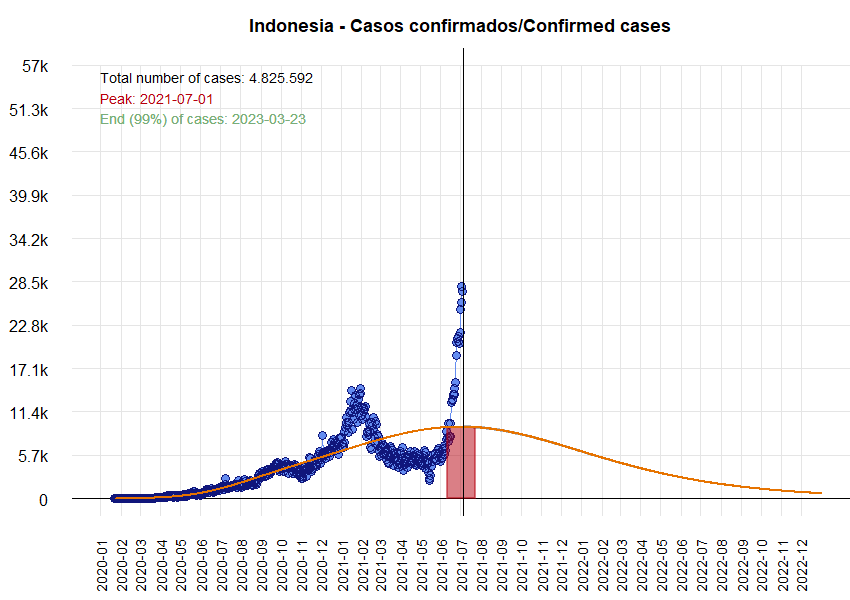 Indonesia - Casos confirmados/Confirmed cases
57k
Total number of cases: 4.825.592
Peak: 2021-07-01
End (99%) of cases: 2023-03-23
51.3k
45.6k
39.9k
34.2k
28.5k
22.8k
17.1k
11.4k
5.7k
0
2020-01
2020-02
2020-03
2020-04
2020-05
2020-06
2020-07
2020-08
2020-09
2020-10
2020-11
2020-12
2021-01
2021-02
2021-03
2021-04
2021-05
2021-06
2021-07
2021-08
2021-09
2021-10
2021-11
2021-12
2022-01
2022-02
2022-03
2022-04
2022-05
2022-06
2022-07
2022-08
2022-09
2022-10
2022-11
2022-12